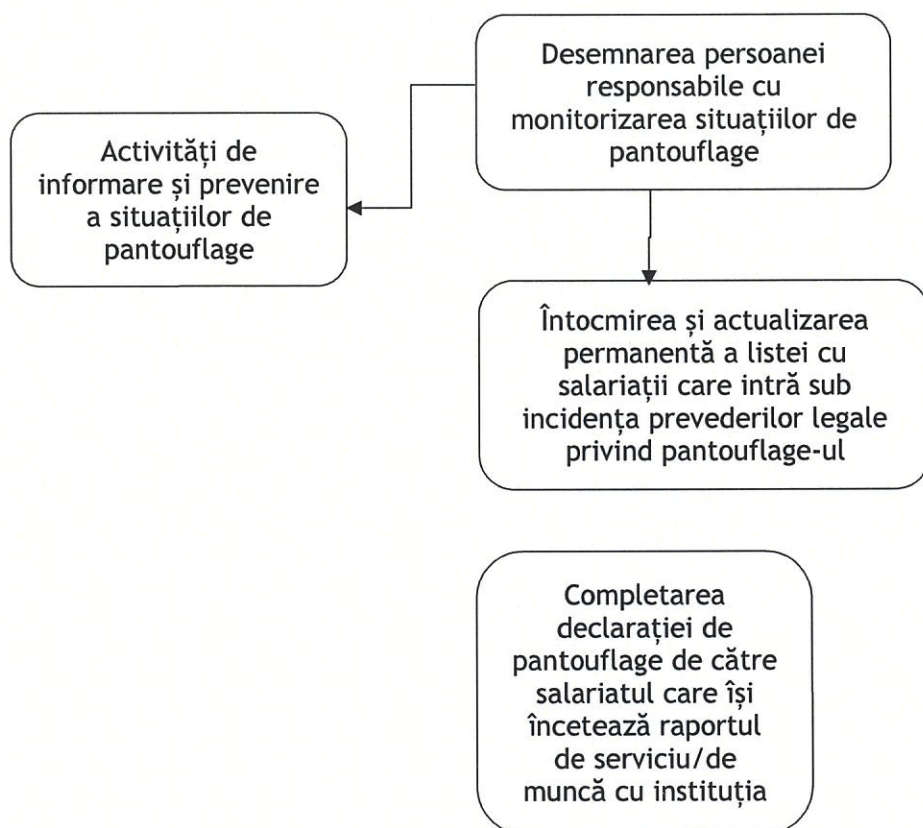 Desemnarea persoanei
responsabile cu
monitorizarea situațiilor de
pantouflage
Activități de
informare și prevenire
a situațiilor de
pantouflage
Întocmirea și actualizarea
permanentă a listei cu
salariații care intră sub
incidența prevederilor legale
privind pantouflage-ul
Completarea
declarației de
pantouflage de către
salariatul care își
încetează raportul
de serviciu/de
muncă cu instituția